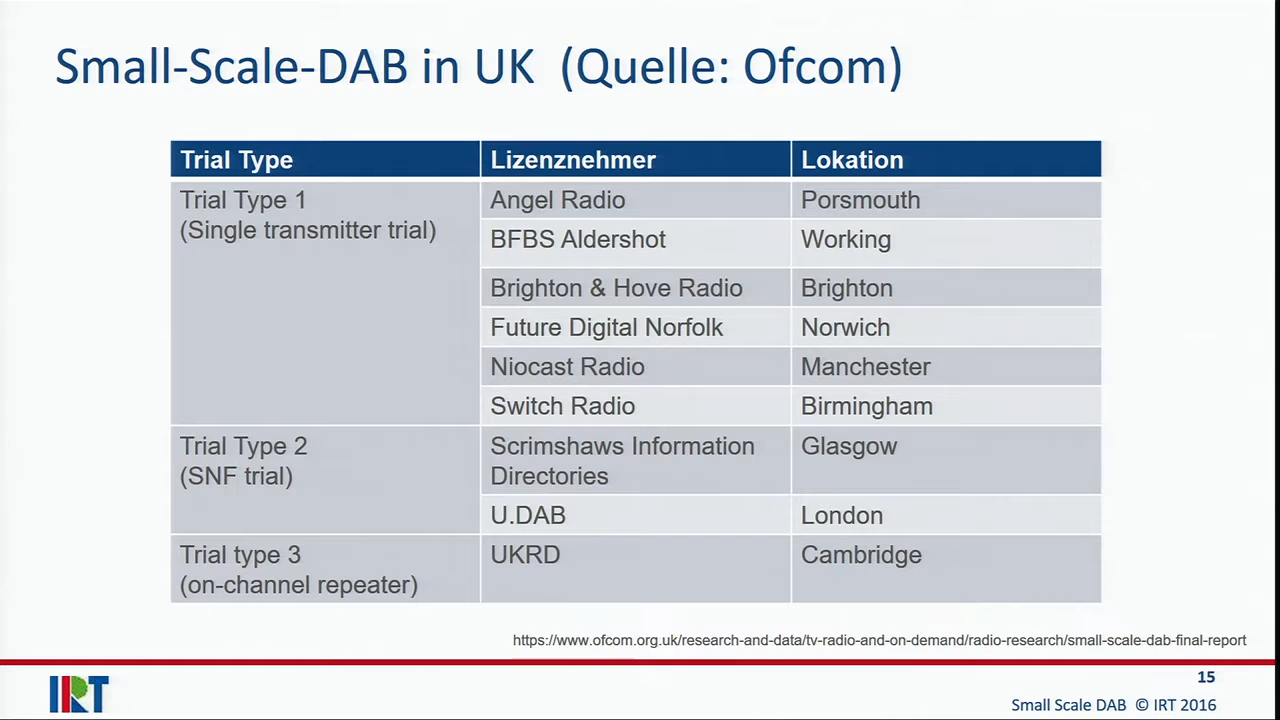 Small-Scale-DAB in UK (Quelle: Ofcom)
Trial Type Lizenznehmer Lokation
Trial Type 1 Angel Radio Porsmouth
(Single transmitter trial)
BFBS Aldershot Working
Brighton & Hove Radio Brighton
Future Digital Norfolk Norwich
Niocast Radio Manchester
Switch Radio Birmingham
Trial Type 2 Scrimshaws Information Glasgow
(SNF trial) Directories
U.DAB London
Trial type 3 UKRD Cambridge
(on-channel repeater)
https://www.ofcom.org.uk/research-and-data/tv-radio-and-on-demand/radio-research/small-scale-dab-final-report
15
IRT
Small Scale DAB © IRT 2016